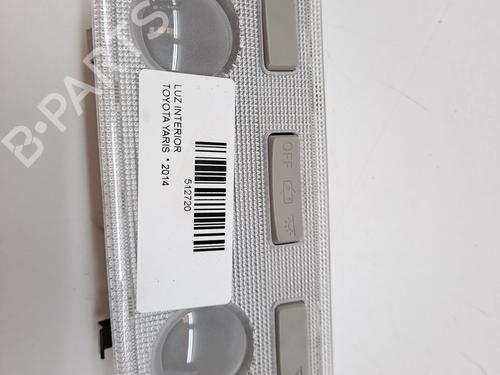 B-PARTS
LUZ INTERIOR
TOYOTA YARIS * 2014
512720
OFF